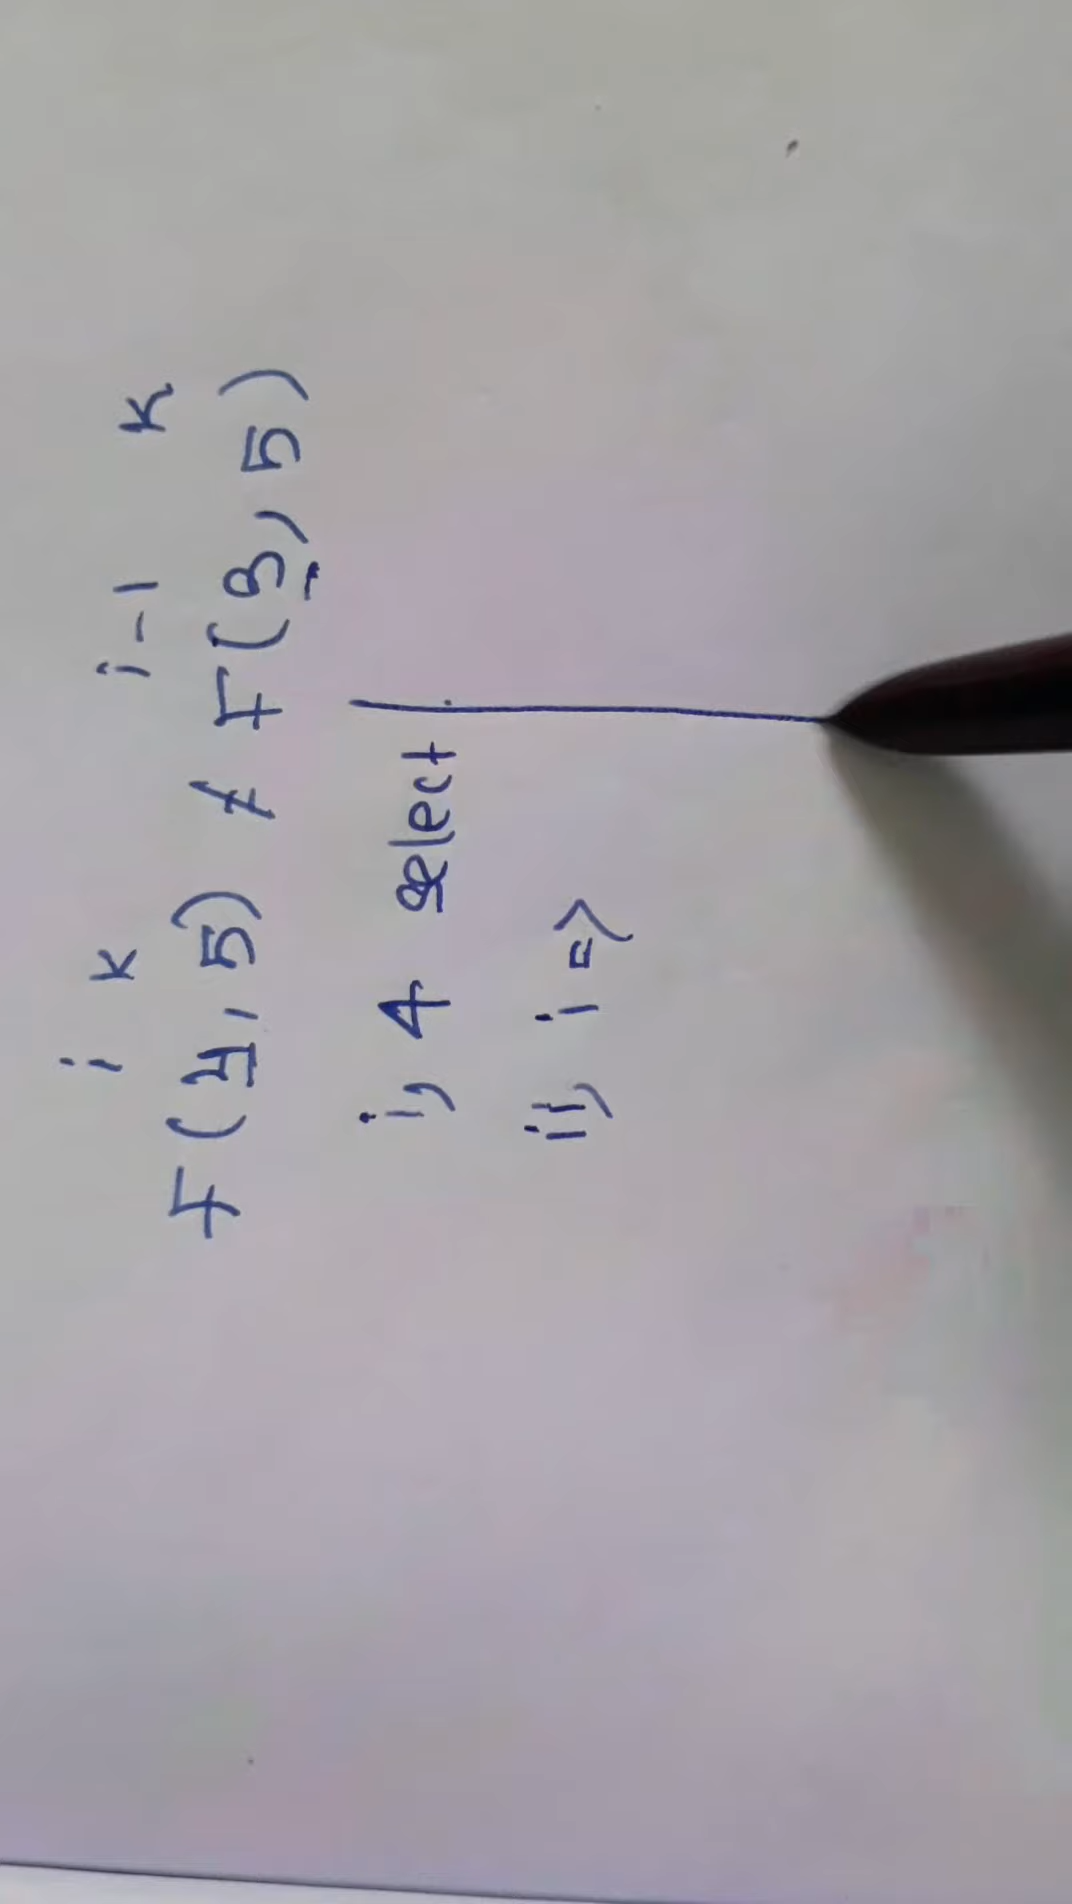 i k i-1 k
F(4,5) ≠ F(3,5)
i, 4 select
ii, i =>